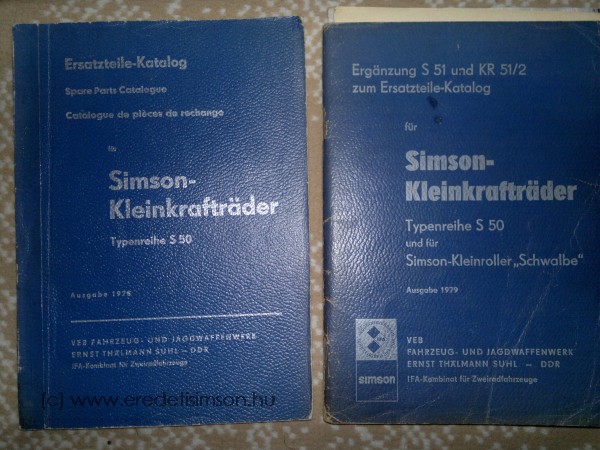 Ersatzteile-Katalog
Spare Parts Catalogue
Catalogue de pièces de rechange
für
Simson-
Kleinkrafträder
Typenreihe S 50
Ausgabe
VEB FAHRZEUG- UND JAGDWAFFENWERK
ERNST THÄLMANN SUHL – DDR
IFA-Kombinat für Zweiradfahrzeuge
(c) www.eredetisimson.hu
Ergänzung S 51 und KR 51/2
zum Ersatzteile-Katalog
für
Simson-
Kleinkrafträder
Typenreihe S 50
und für
Simson-Kleinroller „Schwalbe"
Ausgabe 1979
VEB
FAHRZEUG- UND JAGDWAFFENWERK
ERNST THÄLMANN SUHL – DDR
IFA-Kombinat für Zweiradfahrzeuge
simson